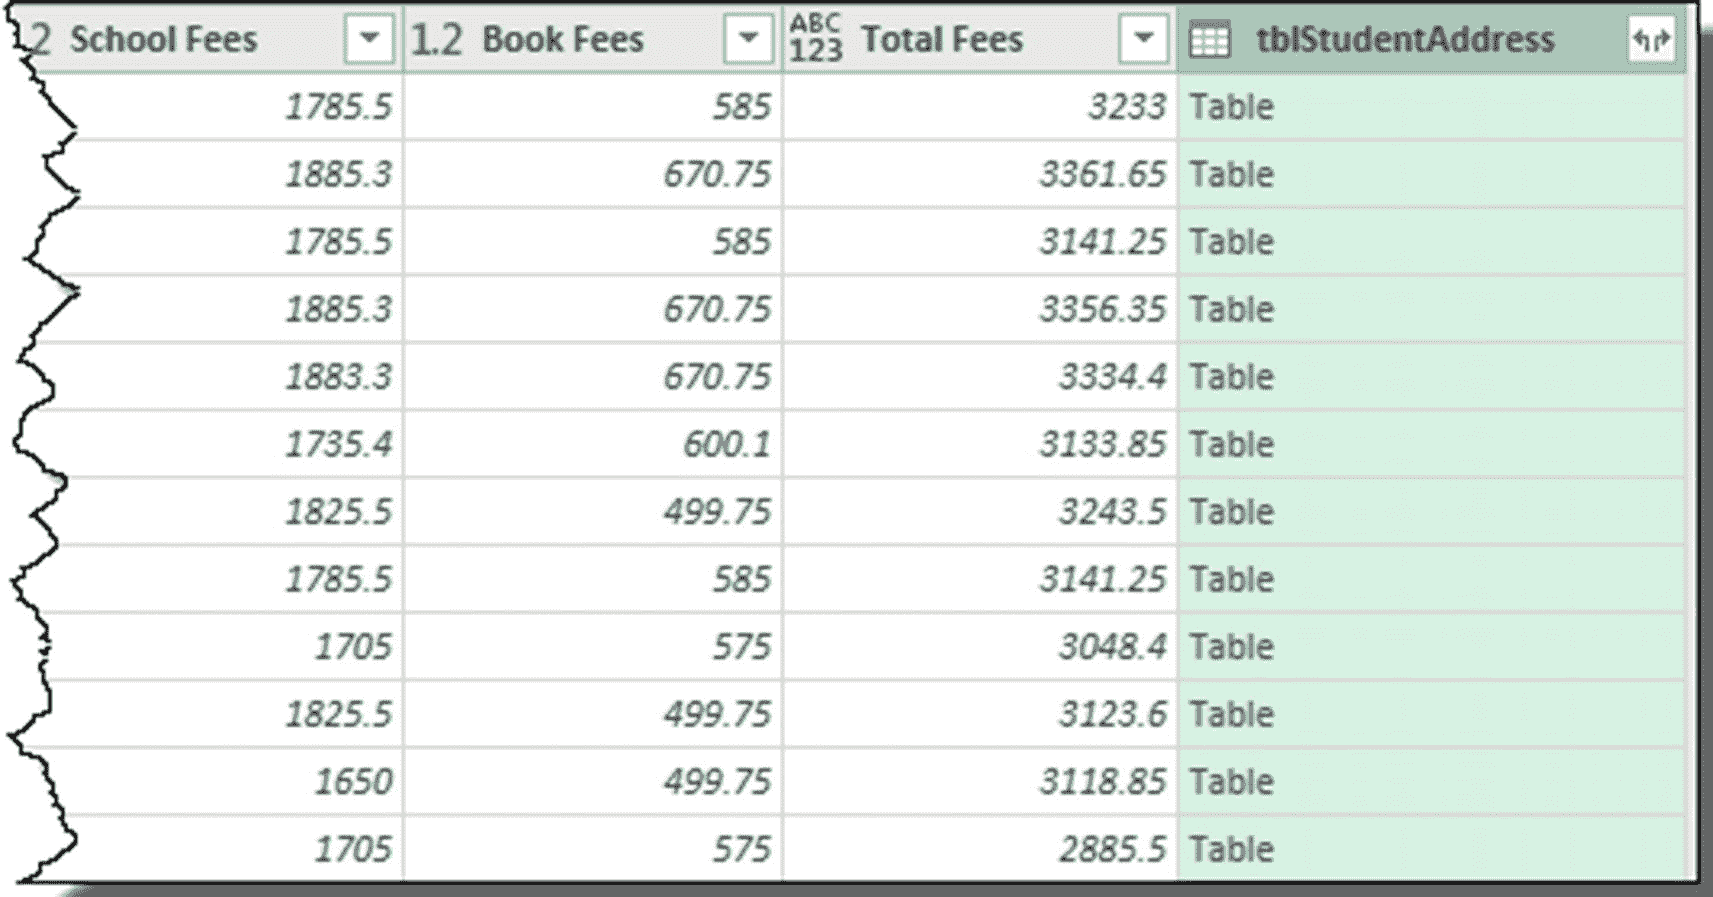 2 School Fees 1.2 Book Fees ABC 123 Total Fees tblStudentAddress
1785.5 585 3233 Table
1885.3 670.75 3361.65 Table
1785.5 585 3141.25 Table
1885.3 670.75 3356.35 Table
1883.3 670.75 3334.4 Table
1735.4 600.1 3133.85 Table
1825.5 499.75 3243.5 Table
1785.5 585 3141.25 Table
1705 575 3048.4 Table
1825.5 499.75 3123.6 Table
1650 499.75 3118.85 Table
1705 575 2885.5 Table